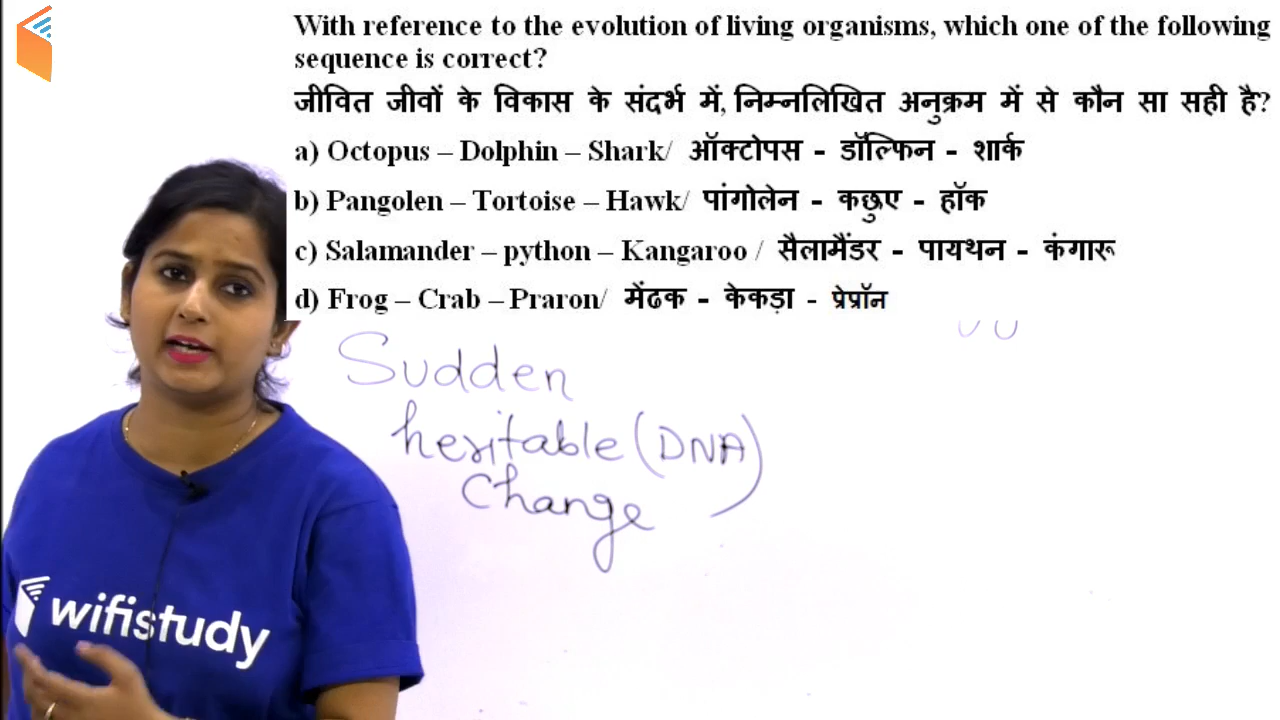 With reference to the evolution of living organisms, which one of the following
sequence is correct?
जीवित जीवों के विकास के संदर्भ में, निम्नलिखित अनुक्रम में से कौन सा सही है?
a) Octopus – Dolphin – Shark/ ऑक्टोपस - डॉल्फिन - शार्क
b) Pangolen – Tortoise – Hawk/ पांगोलेन - कछुए - हॉक
c) Salamander – python – Kangaroo / सैलामैंडर - पायथन - कंगारू
d) Frog – Crab – Praron/ मेंढक - केकड़ा - प्रेप्रॉन
Sudden
heritable (DNA)
Change
wifistudy